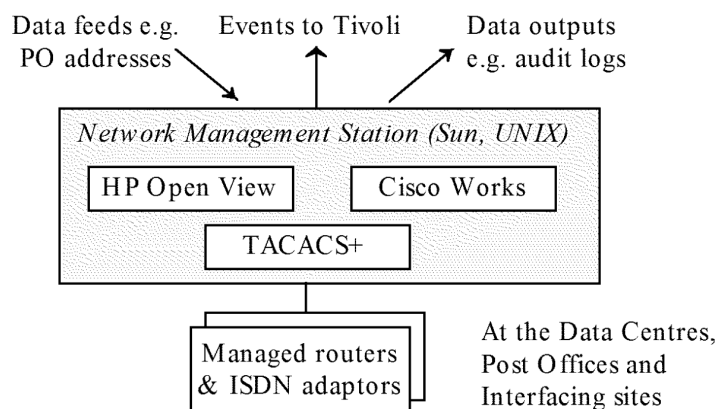 Data feeds e.g.
PO addresses
Events to Tivoli
Data outputs
e.g. audit logs
Network Management Station (Sun, UNIX)
HP Open View
Cisco Works
TACACS+
Managed routers
& ISDN adaptors
At the Data Centres,
Post Offices and
Interfacing sites